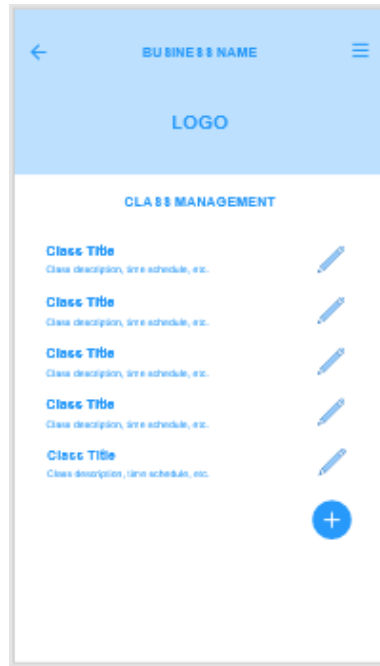 BUSINESS NAME
LOGO
CLASS MANAGEMENT
Class Title
Class description, time schedule, etc.
Class Title
Class description, time schedule, etc.
Class Title
Class description, time schedule, etc.
Class Title
Class description, time schedule, etc.
Class Title
Class description, time schedule, etc.